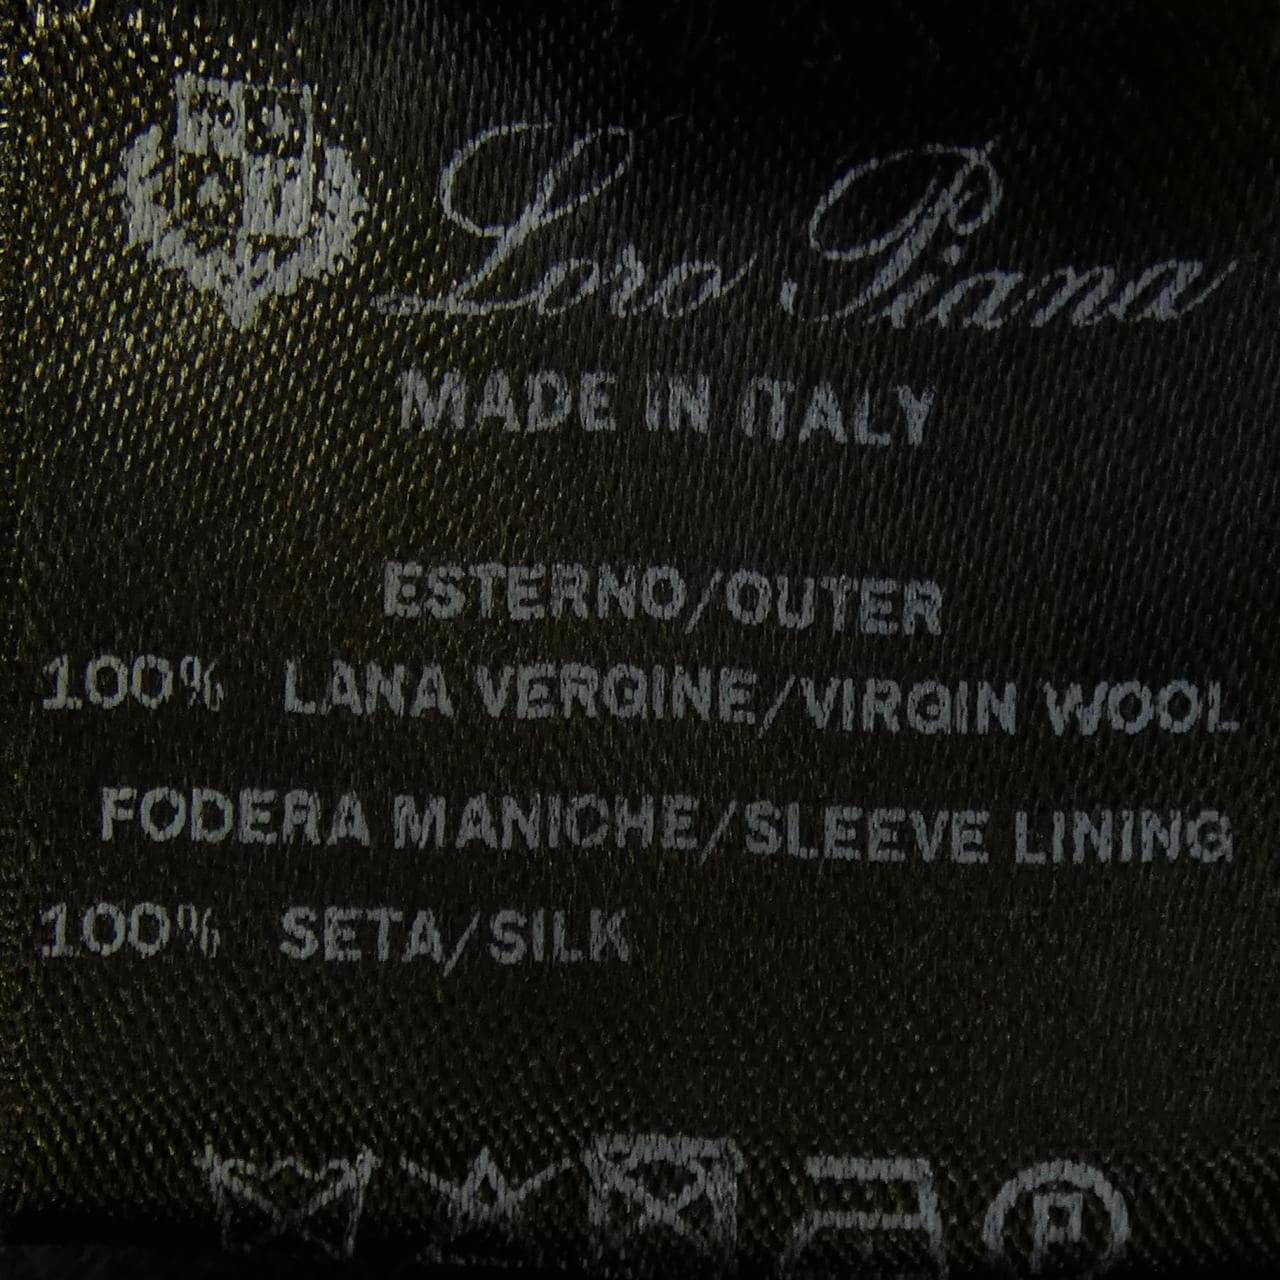 Loro Piana
MADE IN ITALY
ESTERNO/OUTER
100% LANA VERGINE/VIRGIN WOOL
FODERA MANICHE/SLEEVE LINING
100% SETA/SILK
P